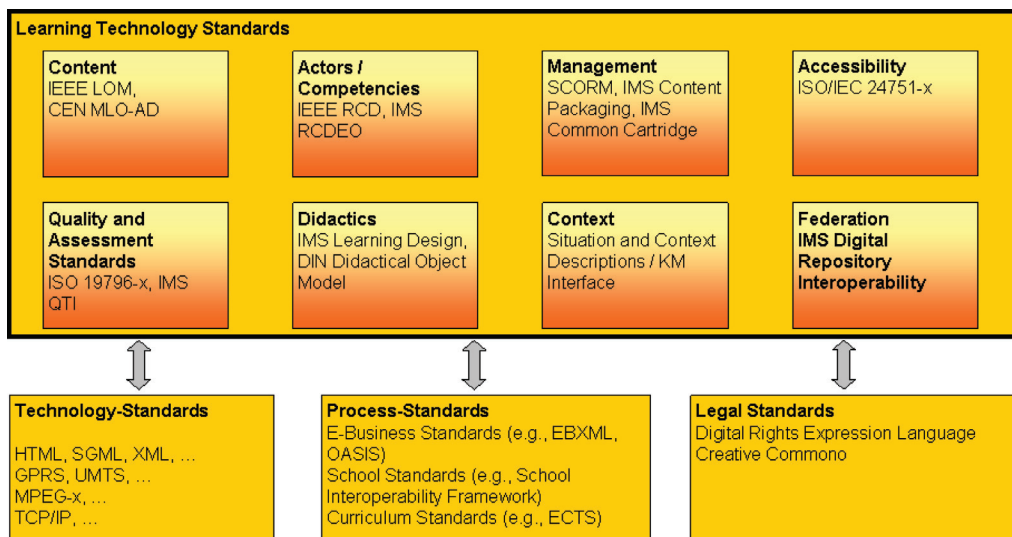 Learning Technology Standards
Content
IEEE LOM,
CEN MLO-AD
Actors /
Competencies
IEEE RCD, IMS
RCDEO
Management
SCORM, IMS Content
Packaging, IMS
Common Cartridge
Accessibility
ISO/IEC 24751-x
Quality and
Assessment
Standards
ISO 19796-x, IMS
QTI
Didactics
IMS Learning Design,
DIN Didactical Object
Model
Context
Situation and Context
Descriptions / KM
Interface
Federation
IMS Digital
Repository
Interoperability
Technology-Standards
HTML, SGML, XML, ...
GPRS, UMTS, ...
MPEG-x, ...
TCP/IP, ...
Process-Standards
E-Business Standards (e.g., EBXML,
OASIS)
School Standards (e.g., School
Interoperability Framework)
Curriculum Standards (e.g., ECTS)
Legal Standards
Digital Rights Expression Language
Creative Commono